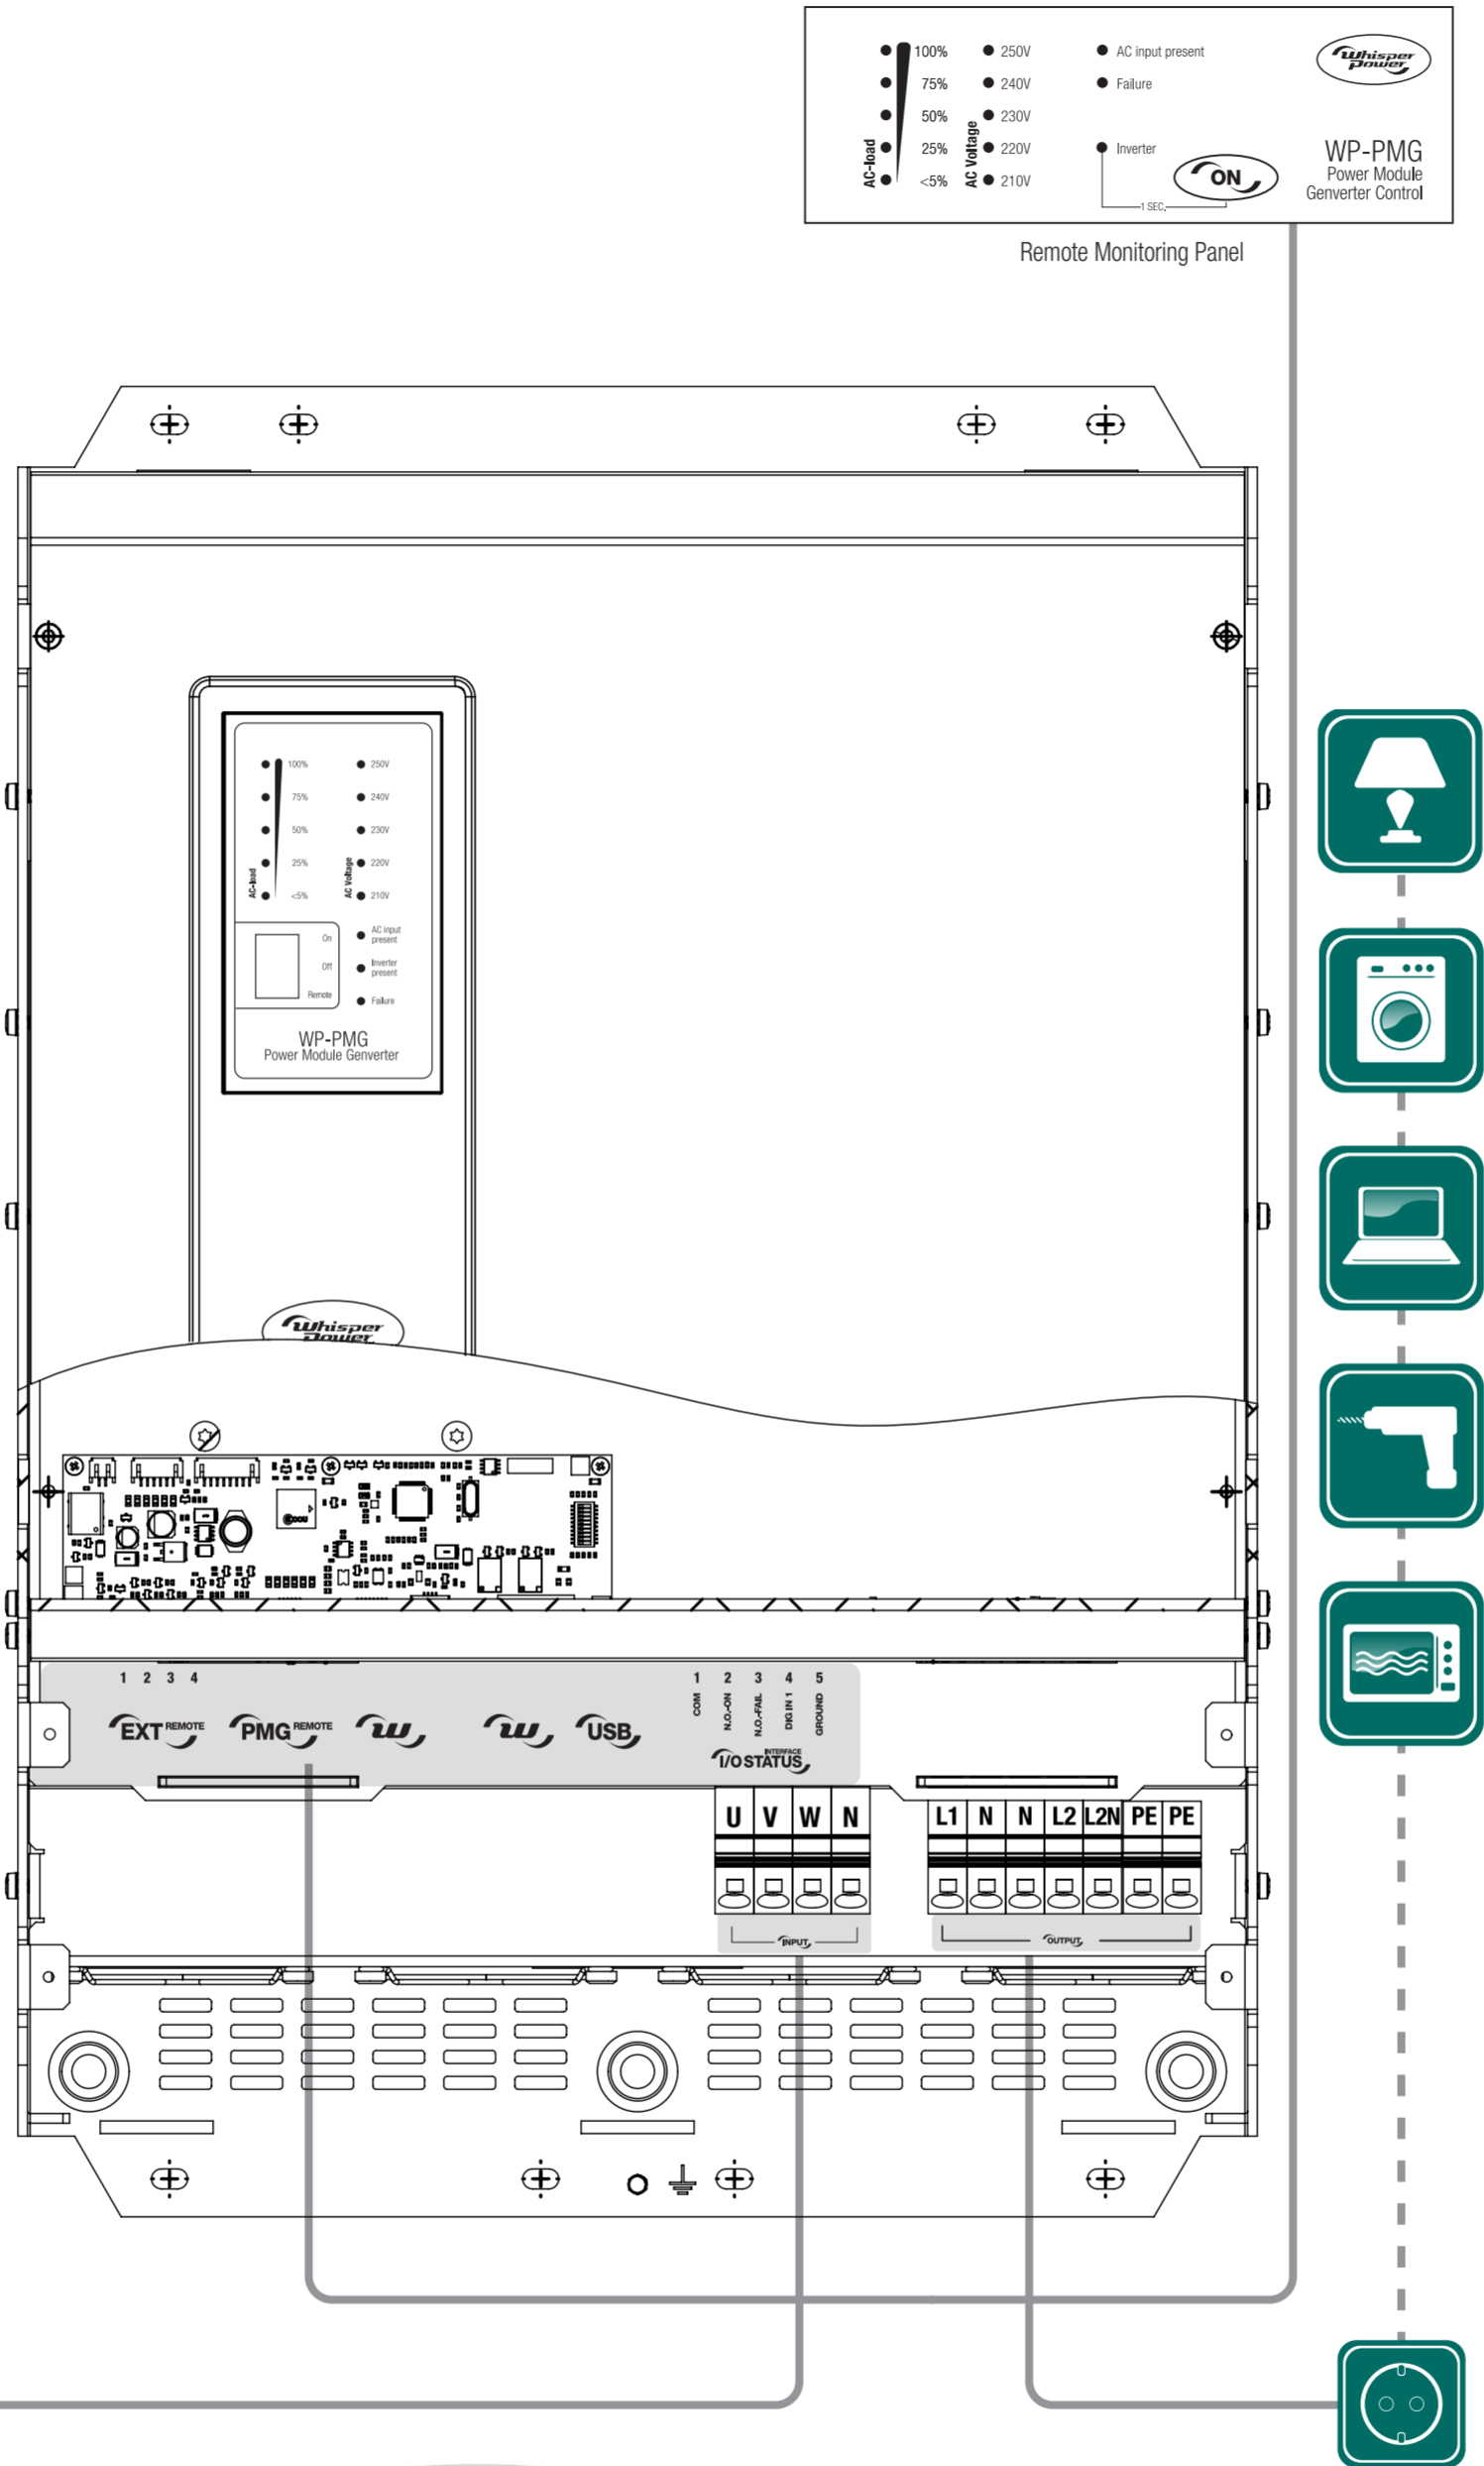 100%
75%
50%
25%
<5%
AC-load
250V
240V
230V
220V
210V
AC Voltage
AC input present
Failure
Inverter
1 SEC.
ON
Whisper
Power
WP-PMG
Power Module
Genverter Control
Remote Monitoring Panel
100%
75%
50%
25%
<5%
AC-load
250V
240V
230V
220V
210V
AC Voltage
On
Off
Remote
AC input
present
Inverter
present
Failure
WP-PMG
Power Module Genverter
Whisper
Power
1 2 3 4
EXT REMOTE
PMG REMOTE
w
w
USB
1 2 3 4 5
COM
N.O.-ON
N.O.-FAIL
DIG IN 1
GROUND
I/O STATUS INTERFACE
U V W N
INPUT
L1 N N L2 L2N PE PE
OUTPUT